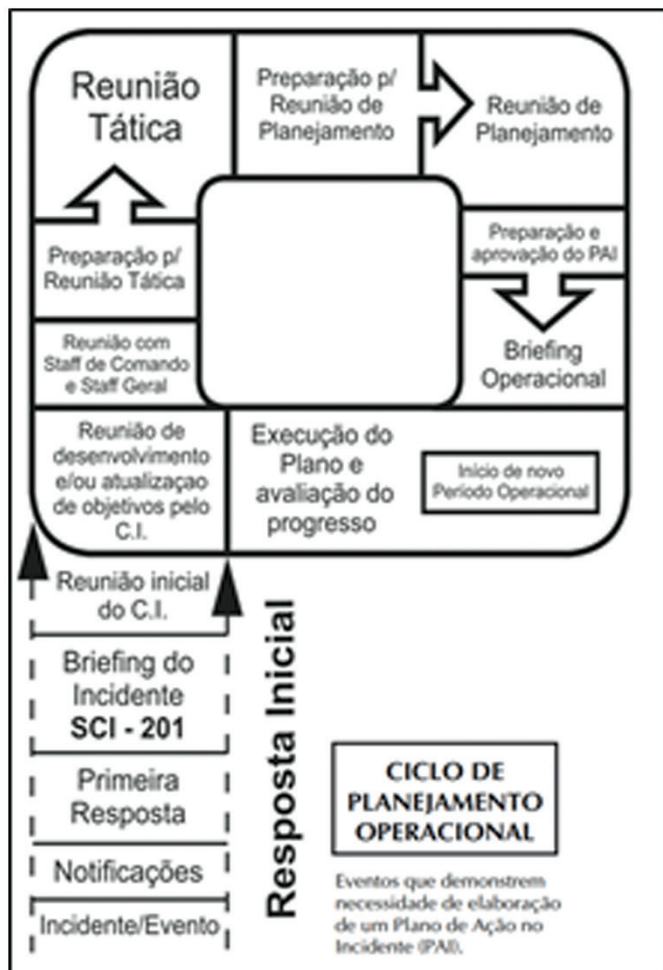 Reunião
Tática
Preparação p/
Reunião de
Planejamento
Reunião de
Planejamento
Preparação p/
Reunião Tática
Preparação e
aprovação do PAI
Reunião com
Staff de Comando
e Staff Geral
Briefing
Operacional
Reunião de
desenvolvimento
e/ou atualizaçao
de objetivos pelo
C.I.
Execução do
Plano e
avaliação do
progresso
Início de novo
Período Operacional
Reunião inicial
do C.I.
Briefing do
Incidente
SCI - 201
Primeira
Resposta
Notificações
Incidente/Evento
Resposta Inicial
CICLO DE
PLANEJAMENTO
OPERACIONAL
Eventos que demonstrem
necessidade de elaboração
de um Plano de Ação no
Incidente (PAI).